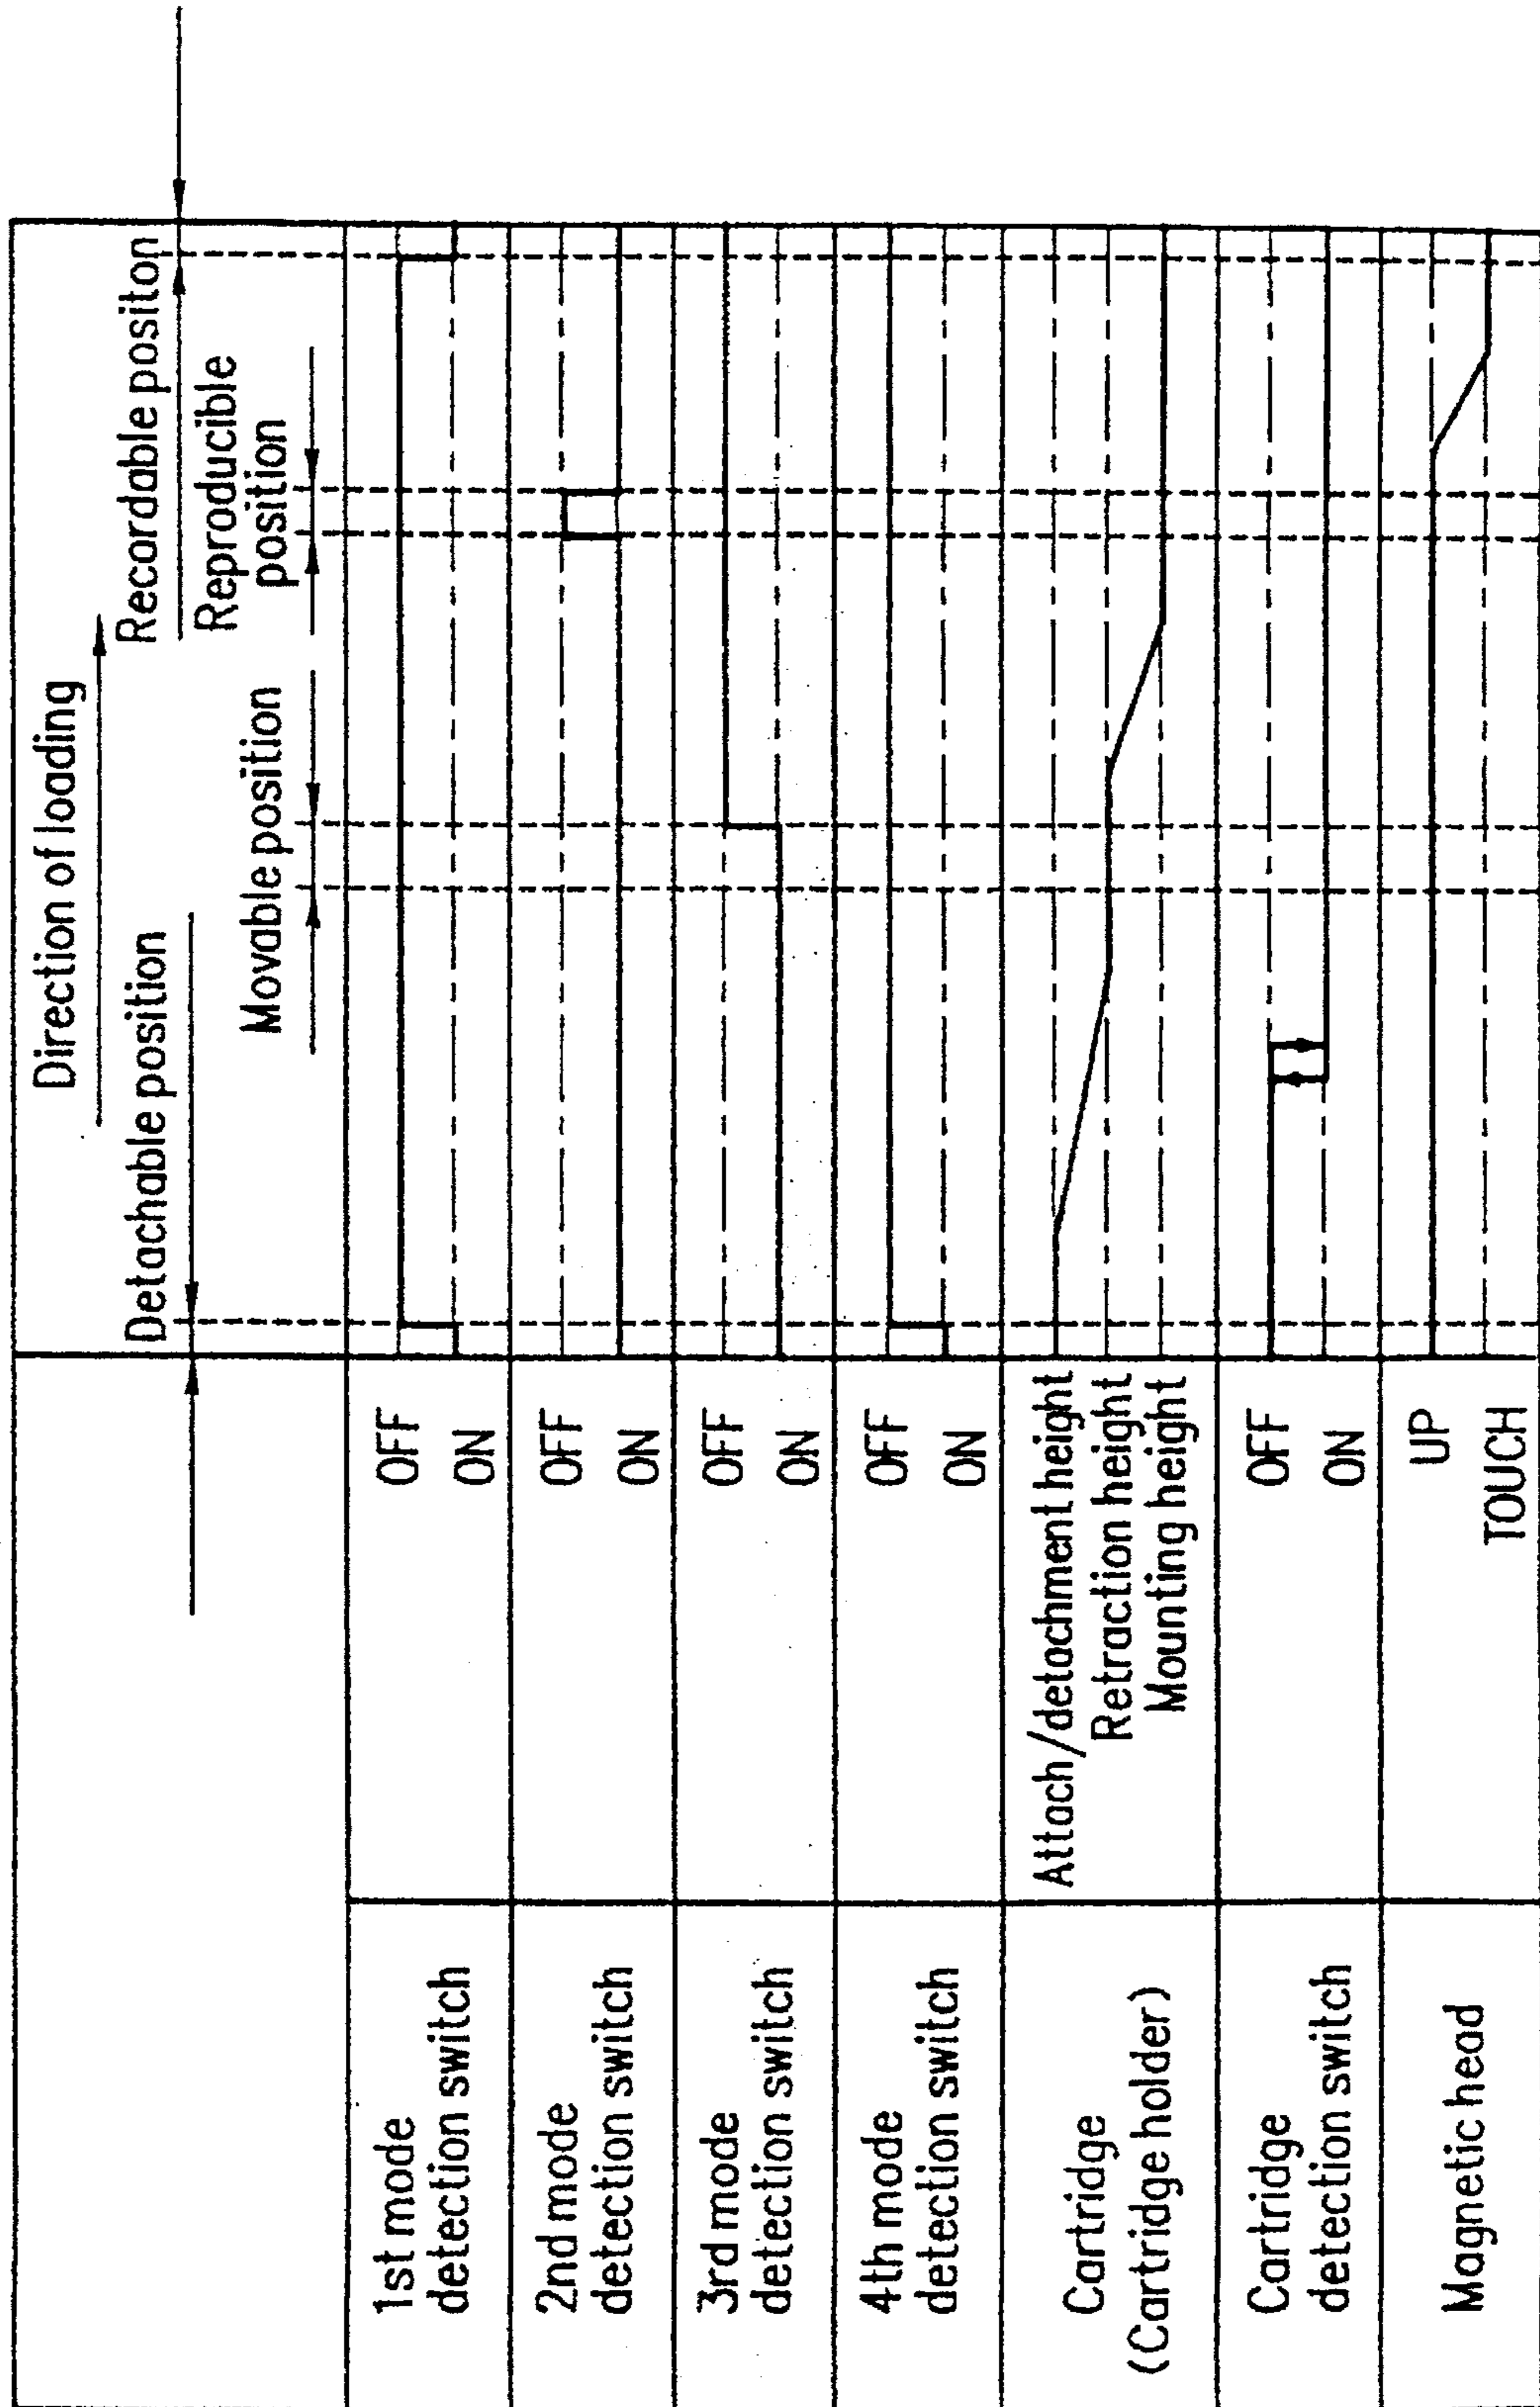 Direction of loading
Detachable position
Recordable positon
Movable position
Reproducible
position
1st mode
detection switch
OFF
ON
2nd mode
detection switch
OFF
ON
3rd mode
detection switch
OFF
ON
4th mode
detection switch
OFF
ON
Cartridge
(Cartridge holder)
Attach/detachment height
Retraction height
Mounting height
Cartridge
detection switch
OFF
ON
Magnetic head
UP
TOUCH